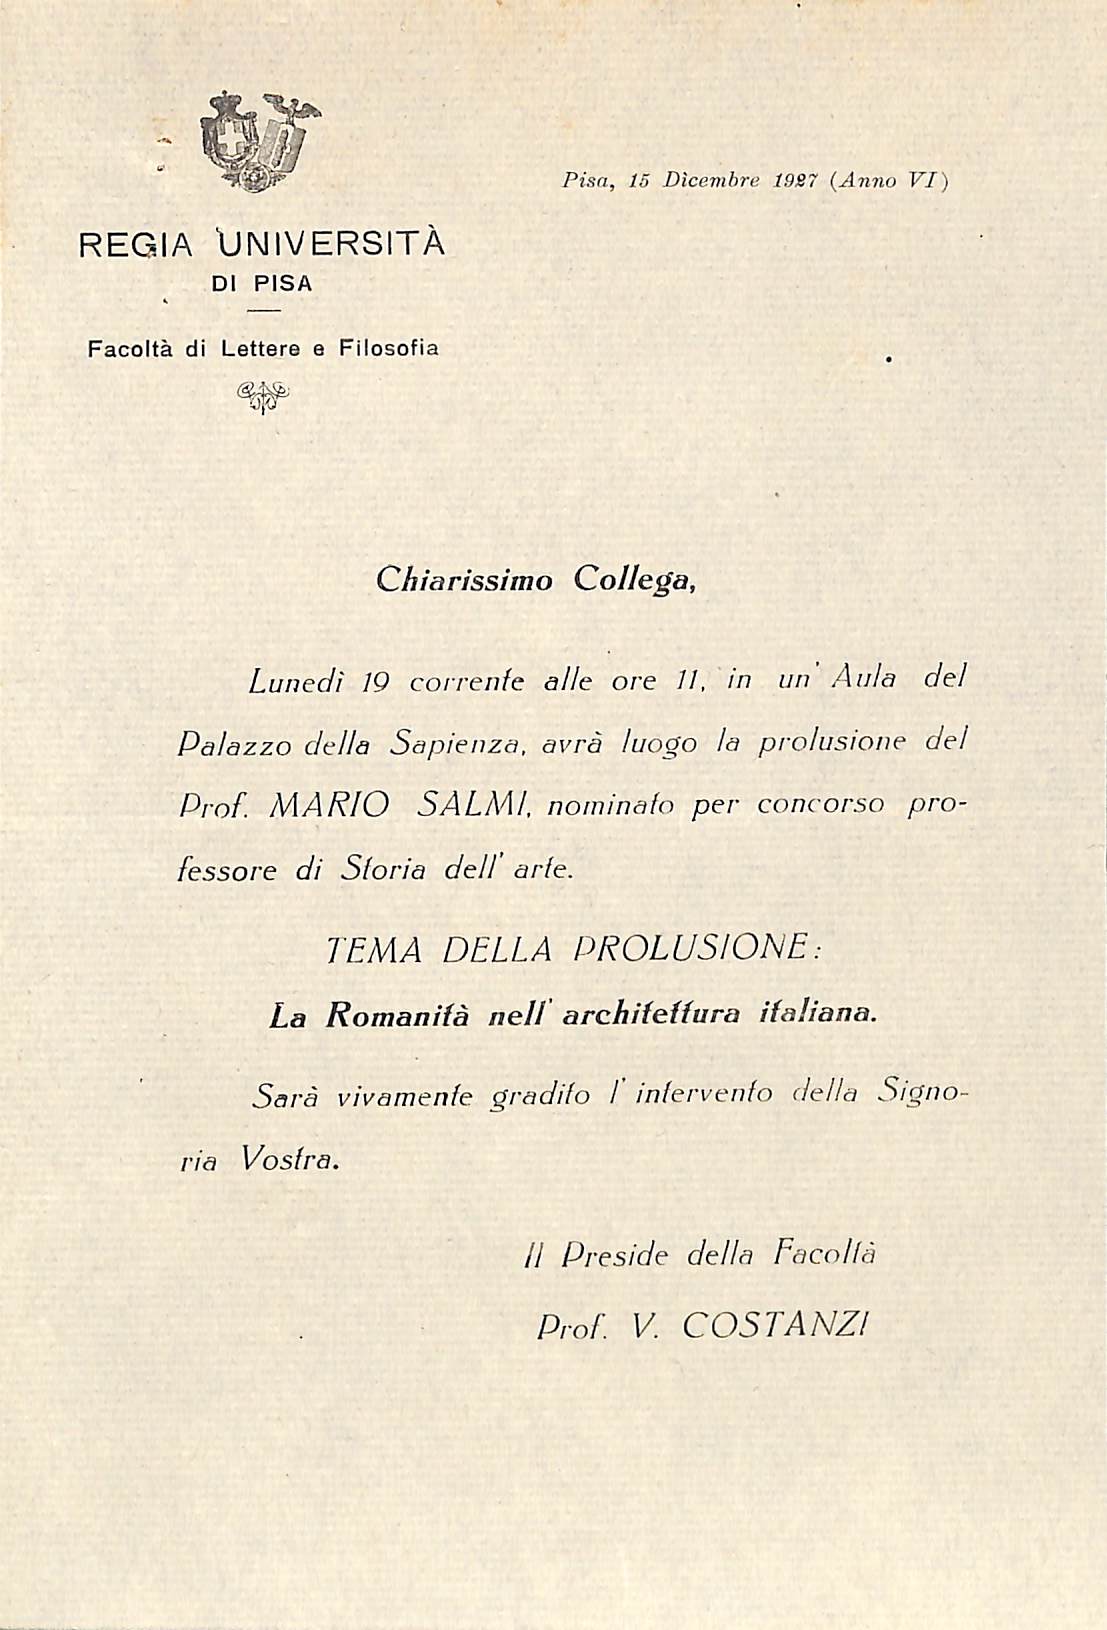 Pisa, 15 Dicembre 1927 (Anno VI)
REGIA UNIVERSITÀ
DI PISA
Facoltà di Lettere e Filosofia
Chiarissimo Collega,
Lunedì 19 corrente alle ore 11, in un' Aula del
Palazzo della Sapienza, avrà luogo la prolusione del
Prof. MARIO SALMI, nominato per concorso pro-
fessore di Storia dell' arte.
TEMA DELLA PROLUSIONE:
La Romanità nell' architettura italiana.
Sarà vivamente gradito l' intervento della Signo-
ria Vostra.
Il Preside della Facoltà
Prof. V. COSTANZI